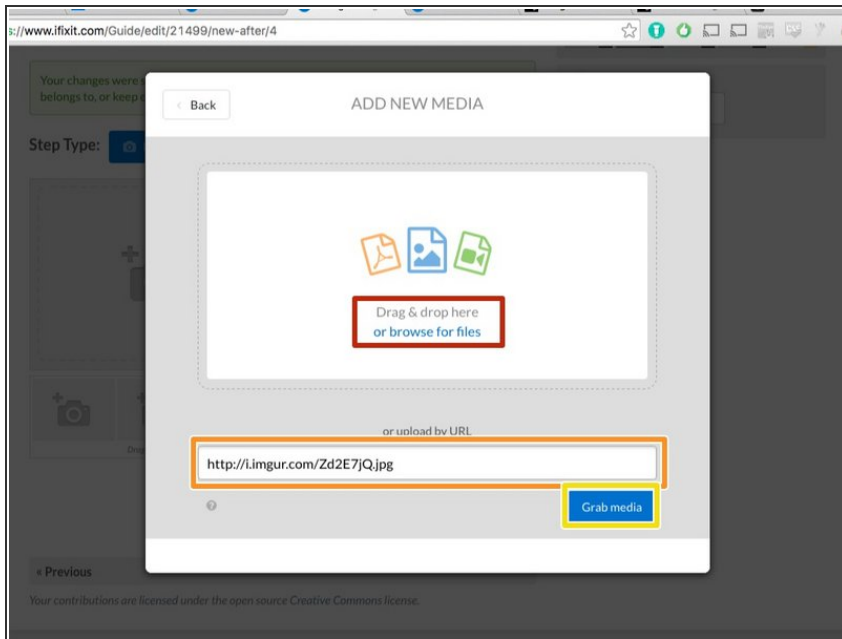 s://www.ifixit.com/Guide/edit/21499/new-after/4
Your changes were
belongs to, or keep
Back
ADD NEW MEDIA
Step Type:
Drag & drop here
or browse for files
or upload by URL
http://i.imgur.com/Zd2E7jQ.jpg
Grab media
« Previous
Your contributions are licensed under the open source Creative Commons license.